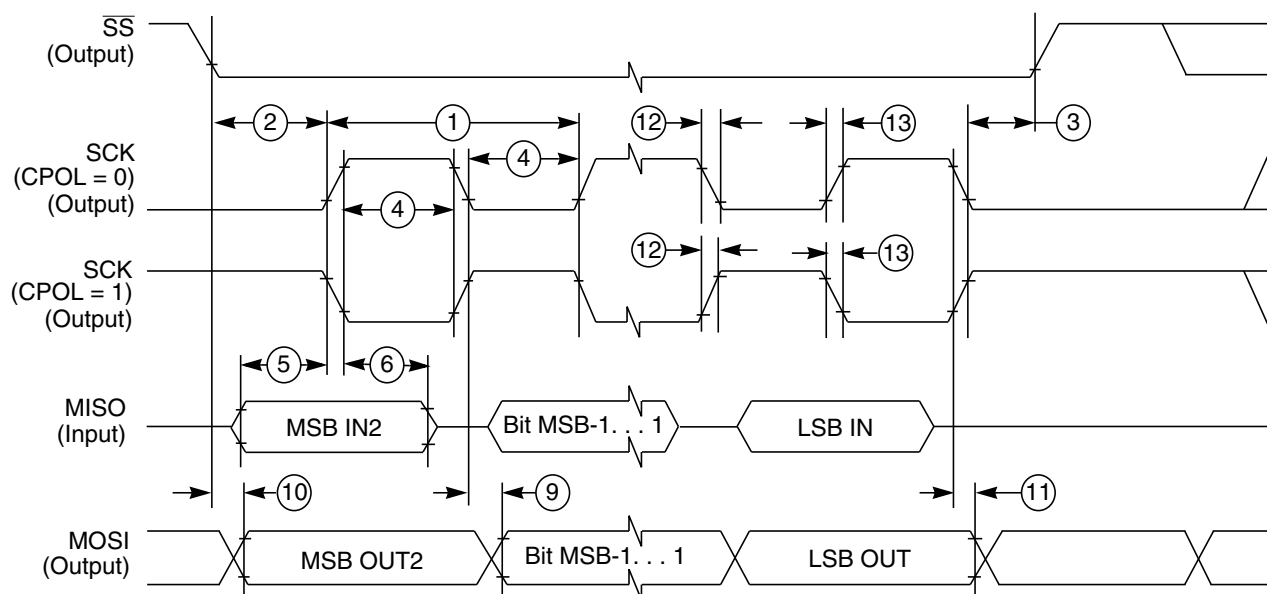 SS
(Output)
2
1
12
13
3
SCK
(CPOL = 0)
(Output)
4
4
SCK
(CPOL = 1)
(Output)
12
13
5
6
MISO
(Input)
MSB IN2
Bit MSB-1. . . 1
LSB IN
10
9
11
MOSI
(Output)
MSB OUT2
Bit MSB-1. . . 1
LSB OUT